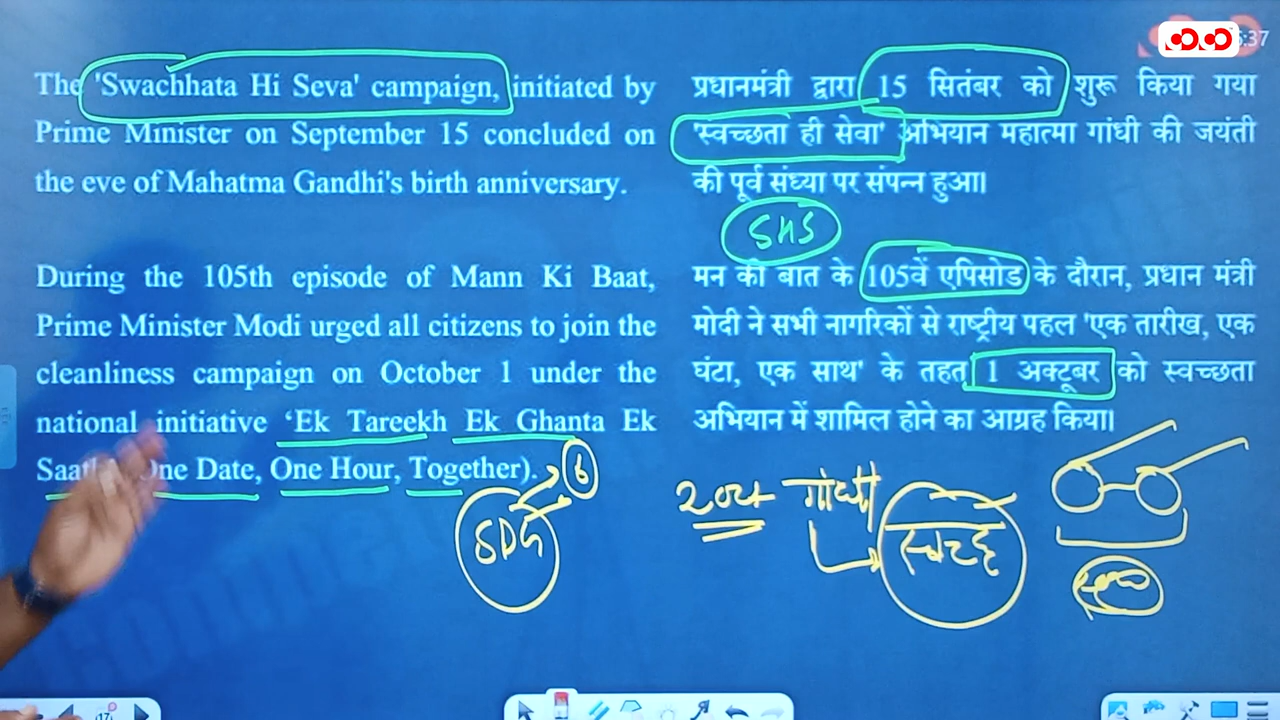 The 'Swachhata Hi Seva' campaign, initiated by
Prime Minister on September 15 concluded on
the eve of Mahatma Gandhi's birth anniversary.
During the 105th episode of Mann Ki Baat,
Prime Minister Modi urged all citizens to join the
cleanliness campaign on October 1 under the
national initiative ‘Ek Tareekh Ek Ghanta Ek
One Date, One Hour, Together).
प्रधानमंत्री द्वारा 15 सितंबर को शुरू किया गया
'स्वच्छता ही सेवा' अभियान महात्मा गांधी की जयंती
की पूर्व संध्या पर संपन्न हुआ।
SHS
मन की बात के 105वें एपिसोड के दौरान, प्रधान मंत्री
मोदी ने सभी नागरिकों से राष्ट्रीय पहल 'एक तारीख, एक
घंटा, एक साथ' के तहत 1 अक्टूबर को स्वच्छता
अभियान में शामिल होने का आग्रह किया।
SDG 6
गांधी
स्वच्छ
17